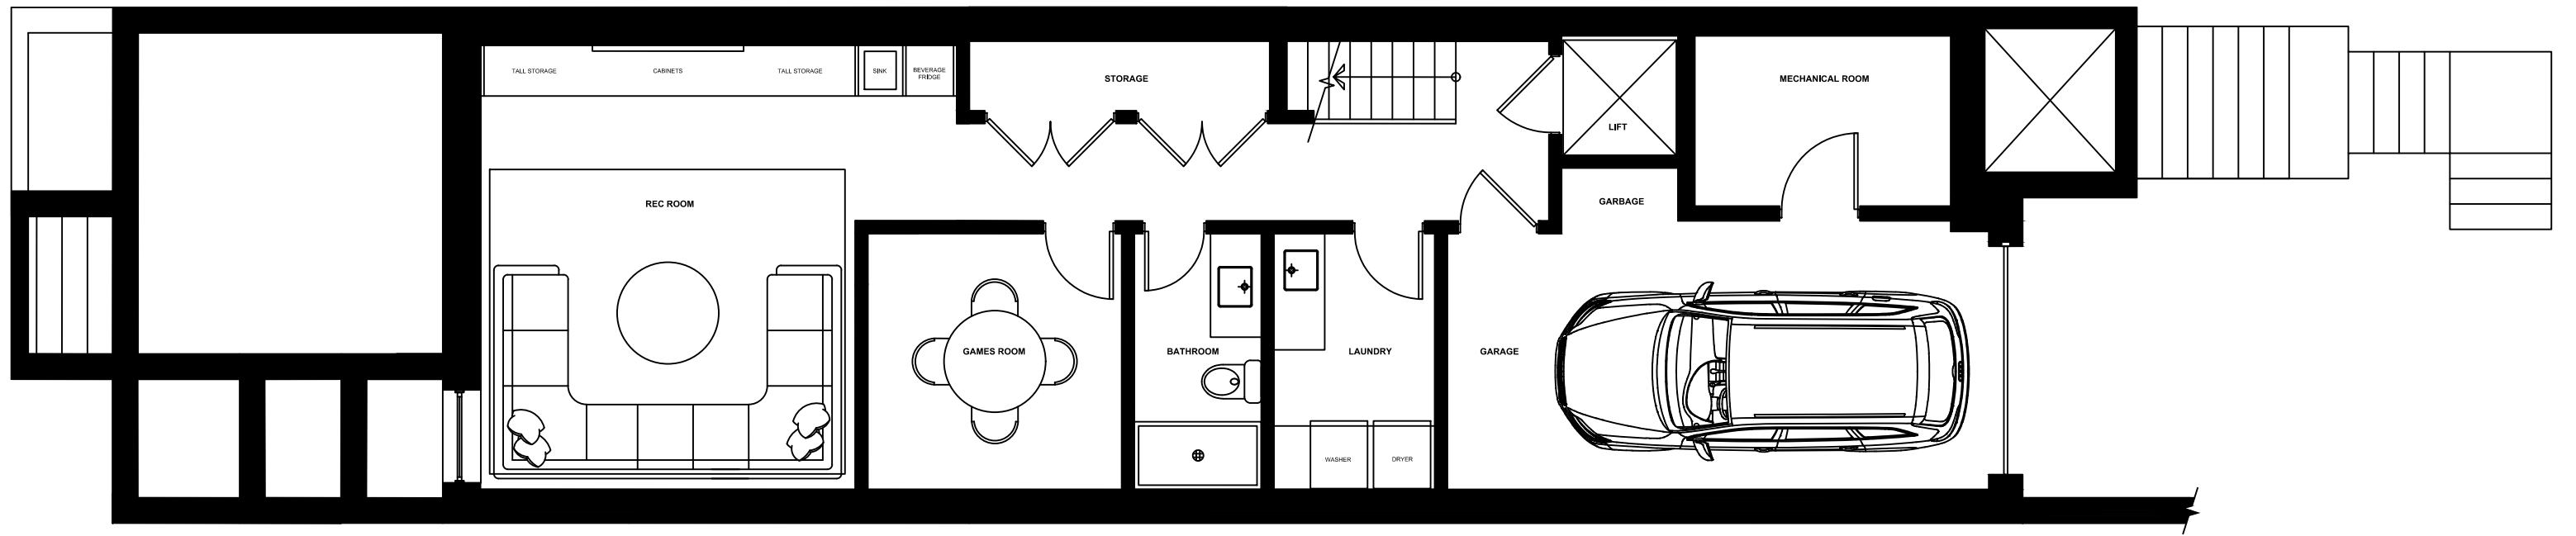 TALL STORAGE
CABINETS
TALL STORAGE
SINK
BEVERAGE
FRIDGE
STORAGE
MECHANICAL ROOM
LIFT
REC ROOM
GARBAGE
GAMES ROOM
BATHROOM
LAUNDRY
GARAGE
WASHER
DRYER